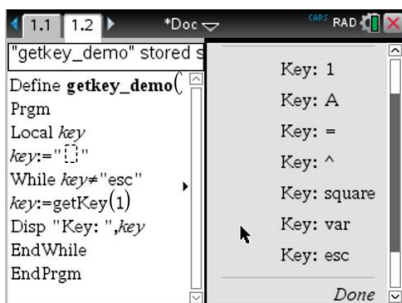 1.1 1.2 *Doc CAPS RAD
"getkey_demo" stored s
Define getkey_demo(
Prgm
Local key
key:=" "
While key≠"esc"
key:=getKey(1)
Disp "Key: ",key
EndWhile
EndPrgm
Key: 1
Key: A
Key: =
Key: ^
Key: square
Key: var
Key: esc
Done